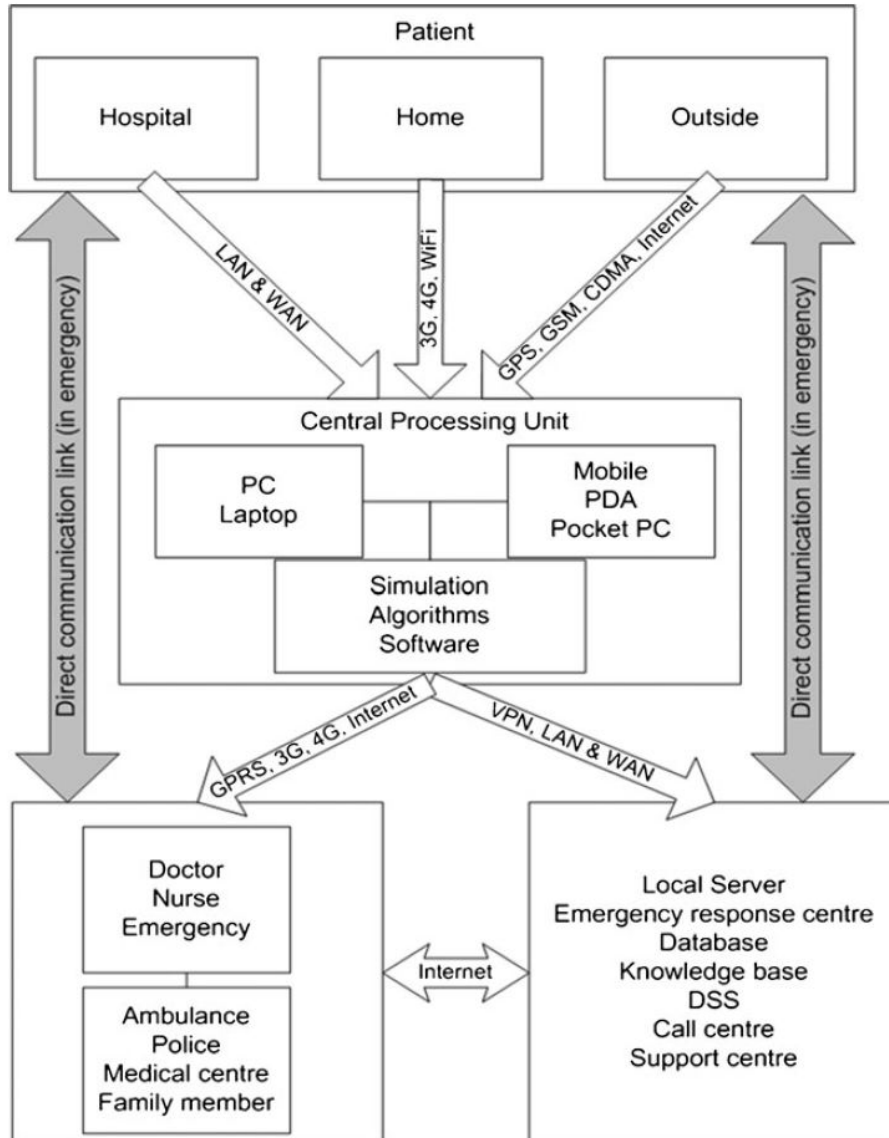 Patient
Hospital
Home
Outside
LAN & WAN
3G, 4G, WiFi
GPS, GSM, CDMA, Internet
Direct communication link (in emergency)
Direct communication link (in emergency)
Central Processing Unit
PC
Laptop
Mobile
PDA
Pocket PC
Simulation
Algorithms
Software
GPRS, 3G, 4G, Internet
VPN, LAN & WAN
Doctor
Nurse
Emergency
Ambulance
Police
Medical centre
Family member
Internet
Local Server
Emergency response centre
Database
Knowledge base
DSS
Call centre
Support centre